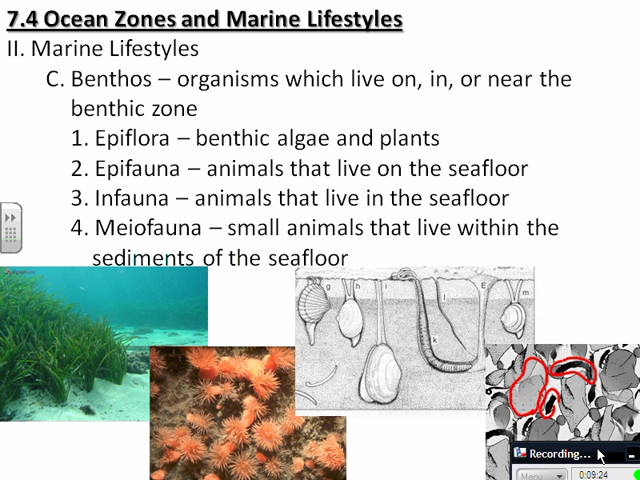 7.4 Ocean Zones and Marine Lifestyles
II. Marine Lifestyles
C. Benthos – organisms which live on, in, or near the
benthic zone
1. Epiflora – benthic algae and plants
2. Epifauna – animals that live on the seafloor
3. Infauna – animals that live in the seafloor
4. Meiofauna – small animals that live within the
sediments of the seafloor
g h i j E m
k
Recording...
Menu 0:09:24